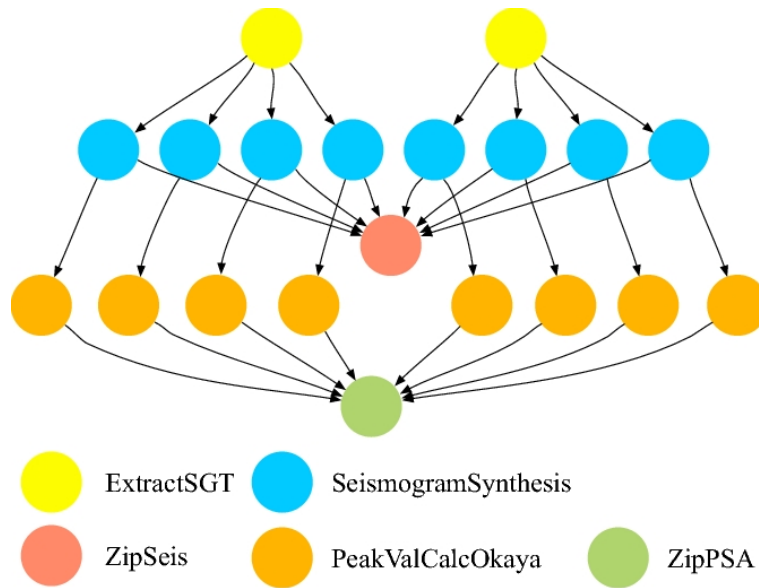 ExtractSGT
SeismogramSynthesis
ZipSeis
PeakValCalcOkaya
ZipPSA